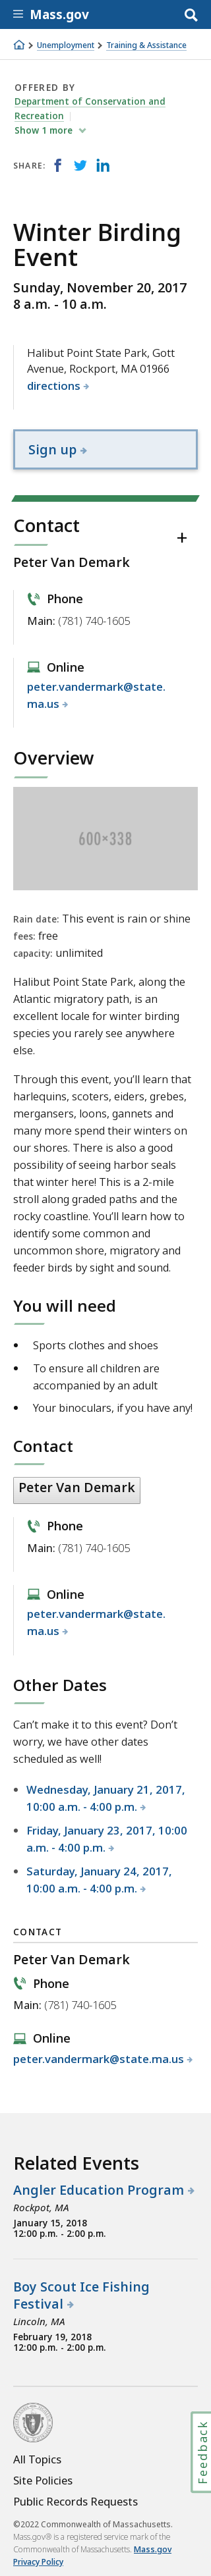 Mass.gov
Unemployment Training & Assistance
OFFERED BY
Department of Conservation and
Recreation
Show 1 more
SHARE:
Winter Birding
Event
Sunday, November 20, 2017
8 a.m. - 10 a.m.
Halibut Point State Park, Gott
Avenue, Rockport, MA 01966
directions
Sign up
Contact
Peter Van Demark
Phone
Main: (781) 740-1605
Online
peter.vandermark@state.
ma.us
Overview
600×338
Rain date: This event is rain or shine
fees: free
capacity: unlimited
Halibut Point State Park, along the
Atlantic migratory path, is an
excellent locale for winter birding
species you rarely see anywhere
else.
Through this event, you’ll learn that
harlequins, scoters, eiders, grebes,
mergansers, loons, gannets and
many more spend their winters on
our shores. There is also a good
possibility of seeing harbor seals
that winter here! This is a 2-mile
stroll along graded paths and the
rocky coastline. You’ll learn how to
identify some common and
uncommon shore, migratory and
feeder birds by sight and sound.
You will need
Sports clothes and shoes
To ensure all children are
accompanied by an adult
Your binoculars, if you have any!
Contact
Peter Van Demark
Phone
Main: (781) 740-1605
Online
peter.vandermark@state.
ma.us
Other Dates
Can’t make it to this event? Don’t
worry, we have other dates
scheduled as well!
Wednesday, January 21, 2017,
10:00 a.m. - 4:00 p.m.
Friday, January 23, 2017, 10:00
a.m. - 4:00 p.m.
Saturday, January 24, 2017,
10:00 a.m. - 4:00 p.m.
CONTACT
Peter Van Demark
Phone
Main: (781) 740-1605
Online
peter.vandermark@state.ma.us
Related Events
Angler Education Program
Rockpot, MA
January 15, 2018
12:00 p.m. - 2:00 p.m.
Boy Scout Ice Fishing
Festival
Lincoln, MA
February 19, 2018
12:00 p.m. - 2:00 p.m.
Feedback
All Topics
Site Policies
Public Records Requests
©2022 Commonwealth of Massachusetts.
Mass.gov® is a registered service mark of the
Commonwealth of Massachusetts. Mass.gov
Privacy Policy